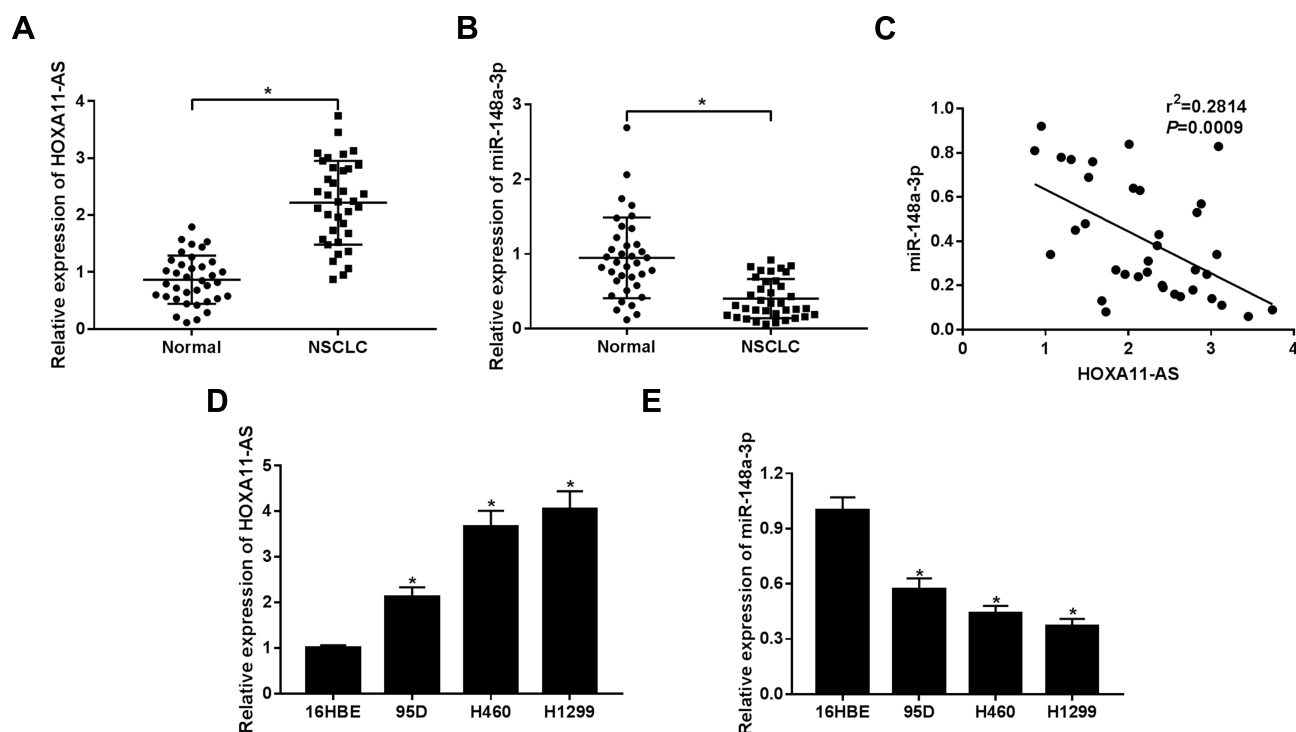 A
Relative expression of HOXA11-AS
4
3
2
1
0
*
Normal
NSCLC
B
Relative expression of miR-148a-3p
3
2
1
0
*
Normal
NSCLC
C
miR-148a-3p
1.0
0.8
0.6
0.4
0.2
0.0
r²=0.2814
P=0.0009
0
1
2
3
4
HOXA11-AS
D
Relative expression of HOXA11-AS
5
4
3
2
1
0
*
*
*
16HBE
95D
H460
H1299
E
Relative expression of miR-148a-3p
1.2
0.9
0.6
0.3
0.0
*
*
*
16HBE
95D
H460
H1299